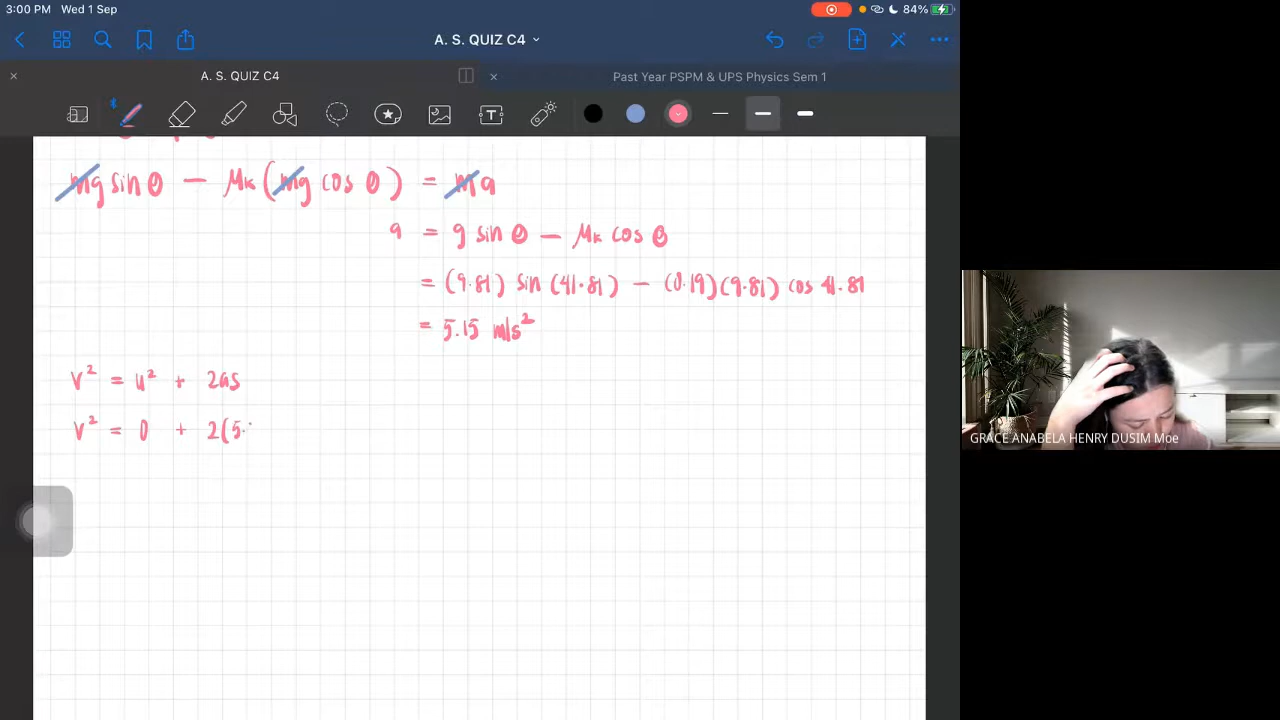 3:00 PM Wed 1 Sep
84%
A. S. QUIZ C4
A. S. QUIZ C4
Past Year PSPM & UPS Physics Sem 1
mg sin θ − μk (mg cos θ) = ma
a = g sin θ − μk cos θ
= (9.81) sin (41.81) − (0.19)(9.81) cos 41.81
= 5.15 m/s²
v² = u² + 2as
v² = 0 + 2(5.
GRACE ANABELA HENRY DUSIM Moe